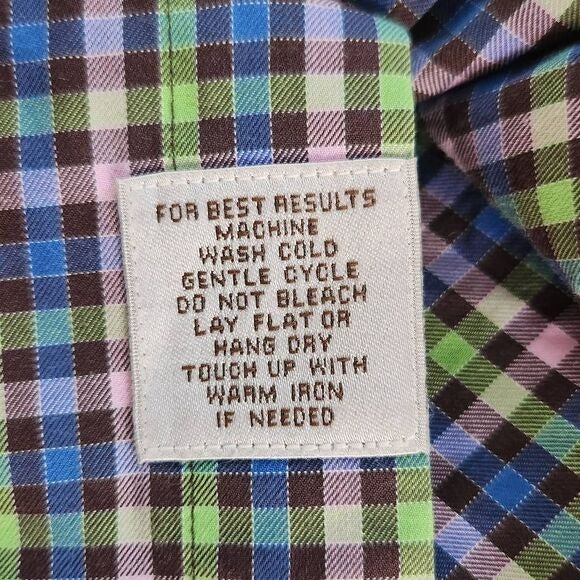 FOR BEST RESULTS
MACHINE
WASH COLD
GENTLE CYCLE
DO NOT BLEACH
LAY FLAT OR
HANG DRY
TOUCH UP WITH
WARM IRON
IF NEEDED